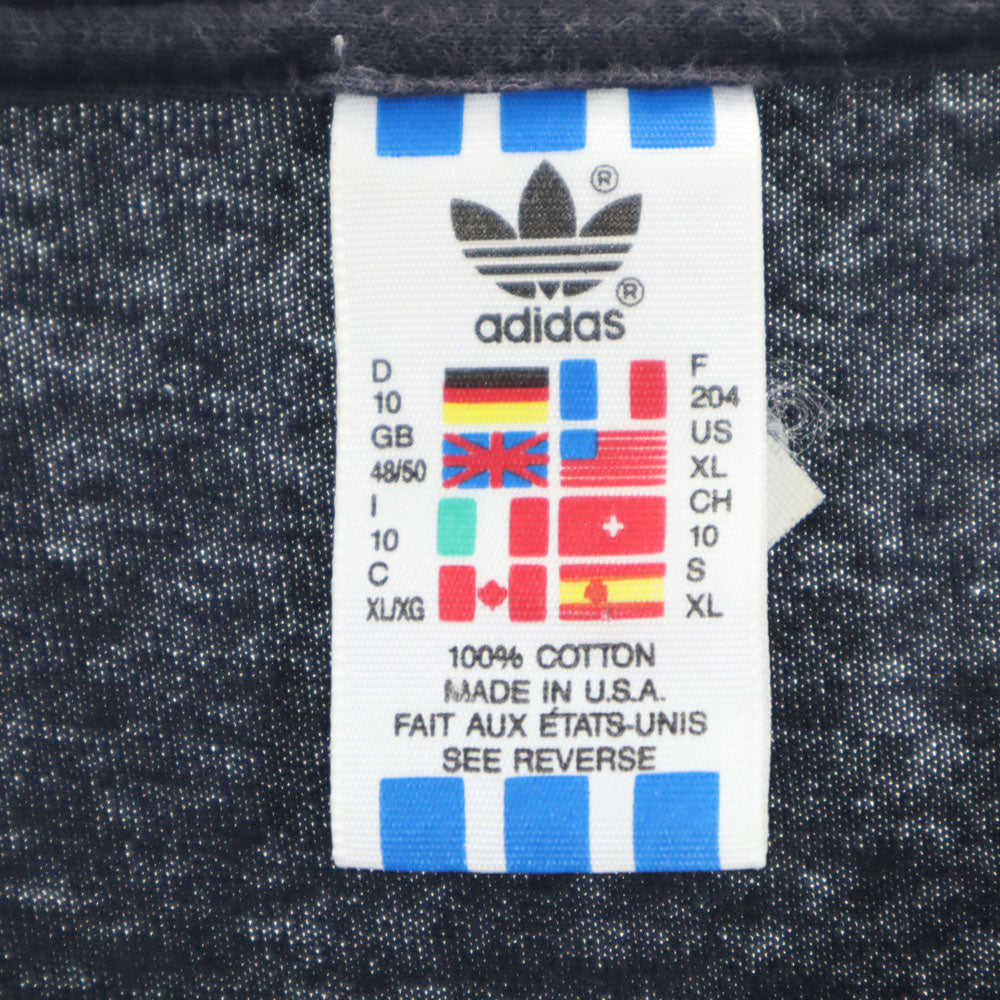 ®
®
adidas
D
10
GB
48/50
I
10
C
XL/XG
F
204
US
XL
CH
10
S
XL
100% COTTON
MADE IN U.S.A.
FAIT AUX ÉTATS-UNIS
SEE REVERSE